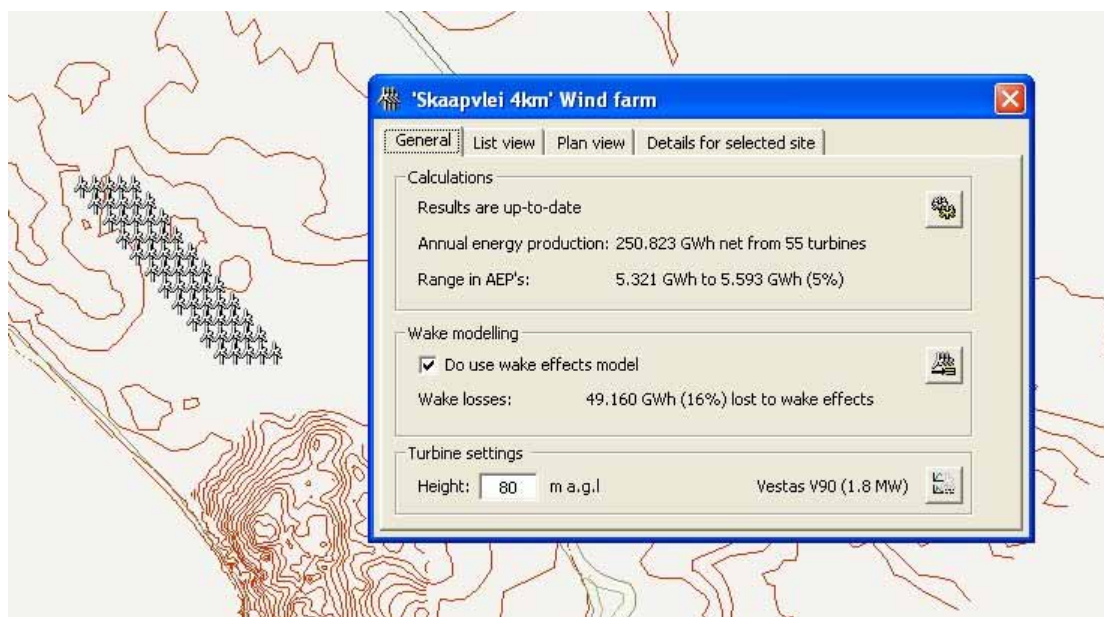 'Skaapvlei 4km' Wind farm
General List view Plan view Details for selected site
Calculations
Results are up-to-date
Annual energy production: 250.823 GWh net from 55 turbines
Range in AEP's: 5.321 GWh to 5.593 GWh (5%)
Wake modelling
Do use wake effects model
Wake losses: 49.160 GWh (16%) lost to wake effects
Turbine settings
Height: 80 m a.g.l Vestas V90 (1.8 MW)